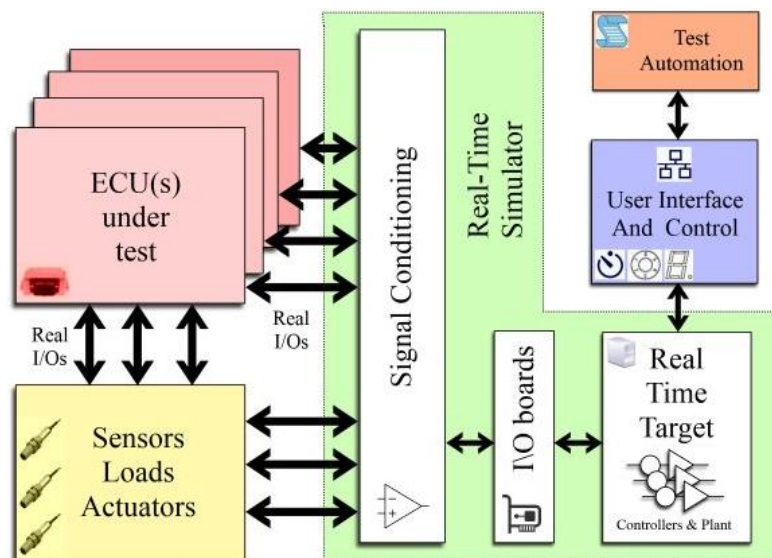 ECU(s)
under
test
Real
I/Os
Real
I/Os
Sensors
Loads
Actuators
Signal Conditioning
Real-Time
Simulator
I\O boards
Test
Automation
User Interface
And Control
Real
Time
Target
Controllers & Plant